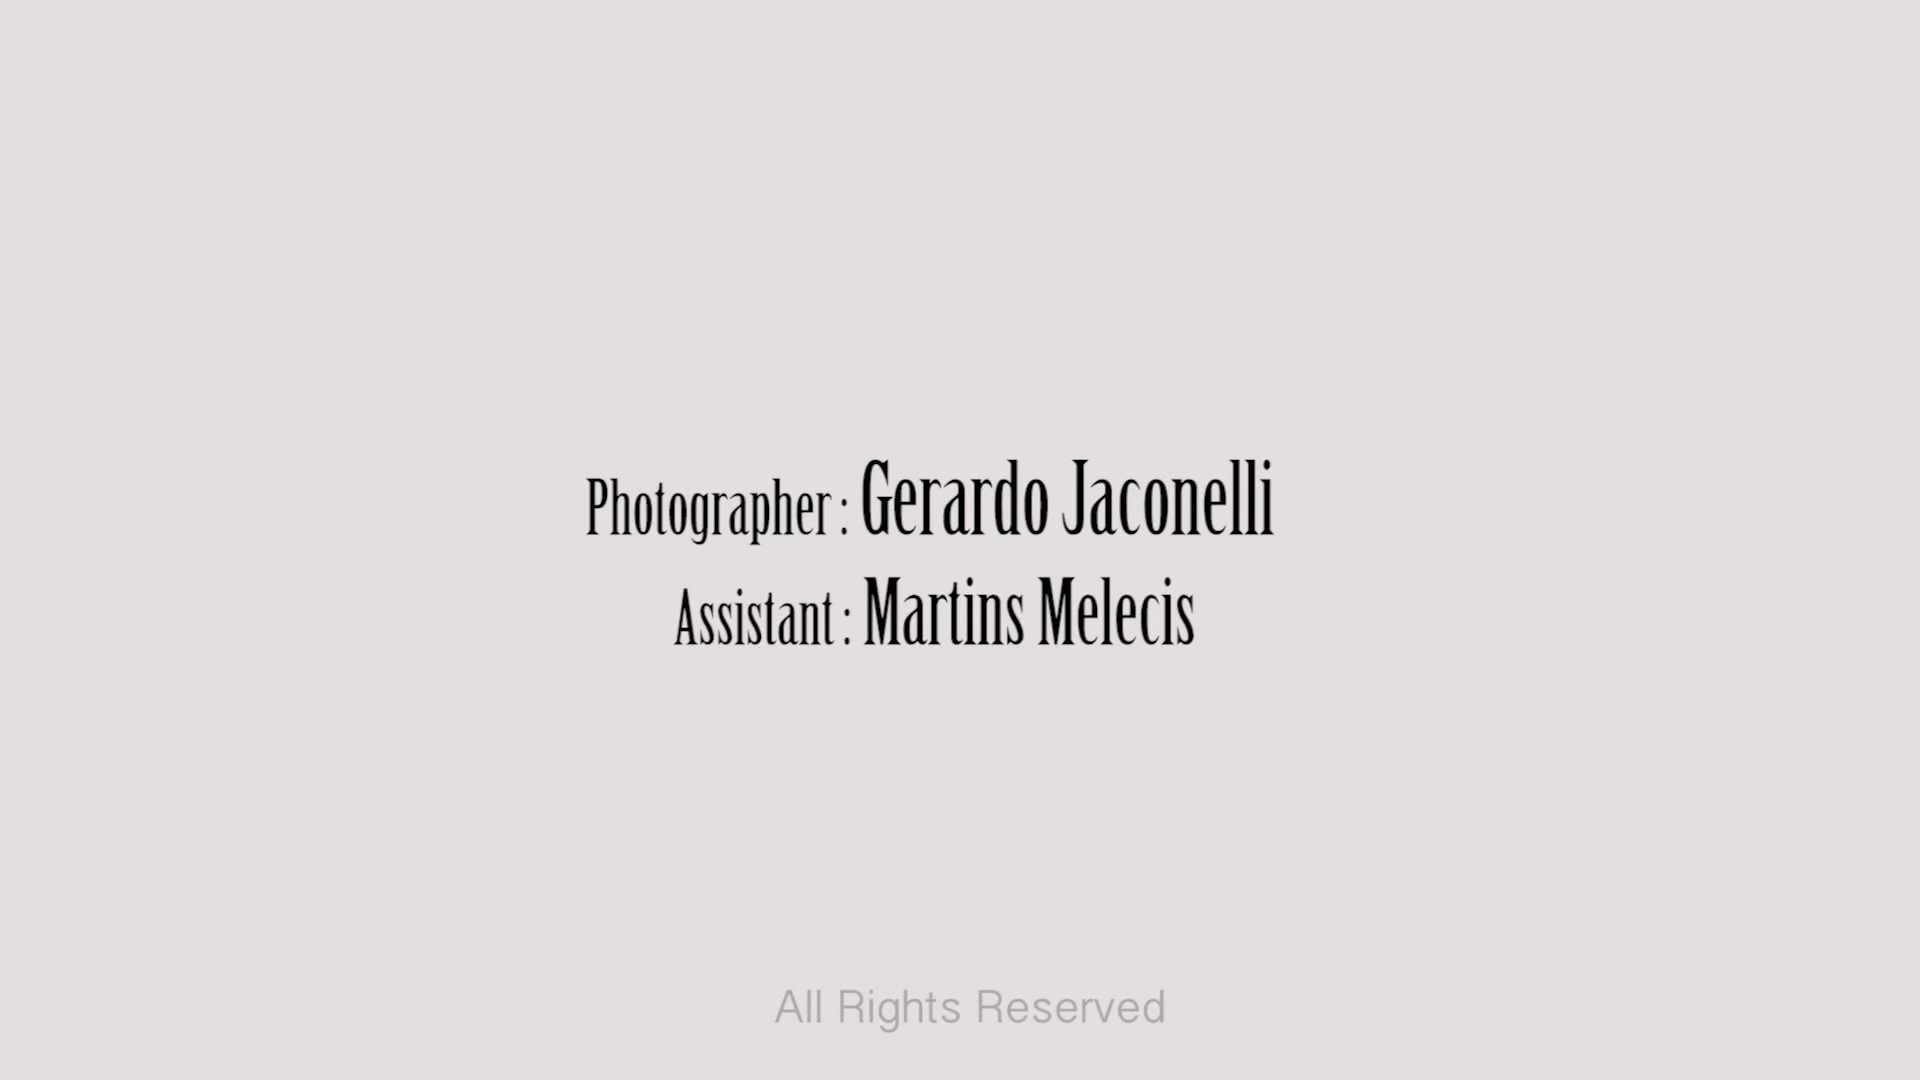 Photographer : Gerardo Jaconelli
Assistant : Martins Melecis
All Rights Reserved